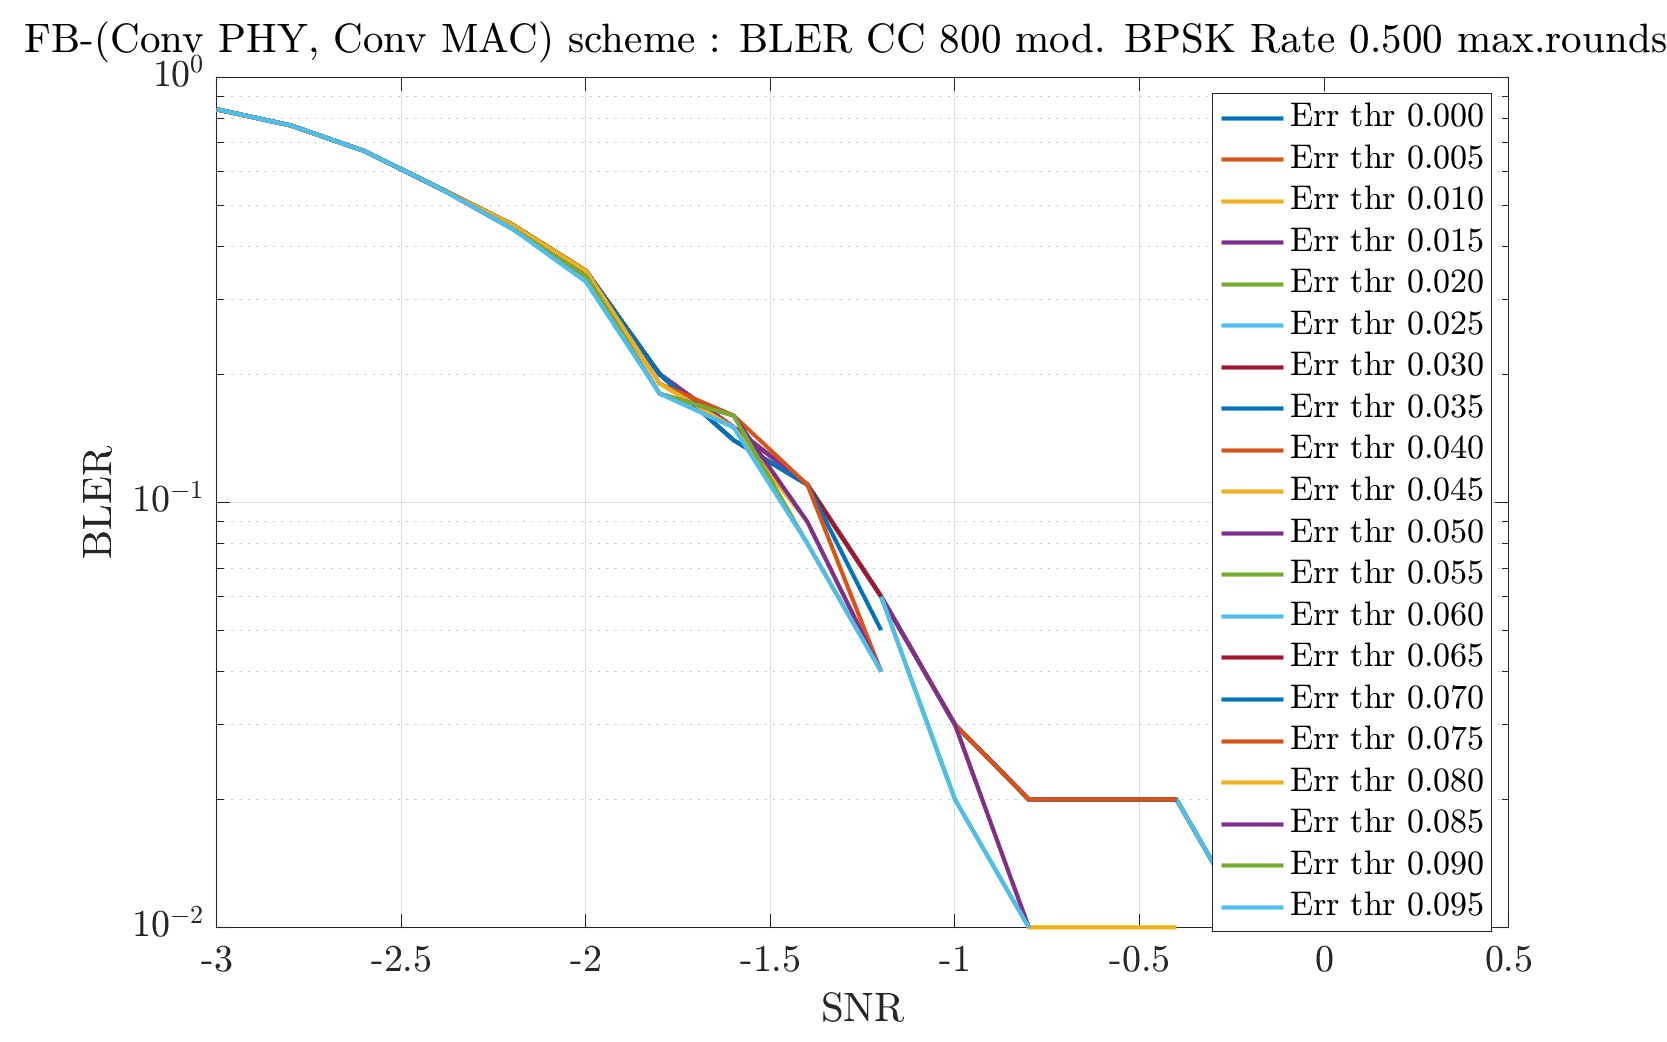 FB-(Conv PHY, Conv MAC) scheme : BLER CC 800 mod. BPSK Rate 0.500 max.rounds
10^0
10^-1
10^-2
BLER
-3 -2.5 -2 -1.5 -1 -0.5 0 0.5
SNR
Err thr 0.000
Err thr 0.005
Err thr 0.010
Err thr 0.015
Err thr 0.020
Err thr 0.025
Err thr 0.030
Err thr 0.035
Err thr 0.040
Err thr 0.045
Err thr 0.050
Err thr 0.055
Err thr 0.060
Err thr 0.065
Err thr 0.070
Err thr 0.075
Err thr 0.080
Err thr 0.085
Err thr 0.090
Err thr 0.095